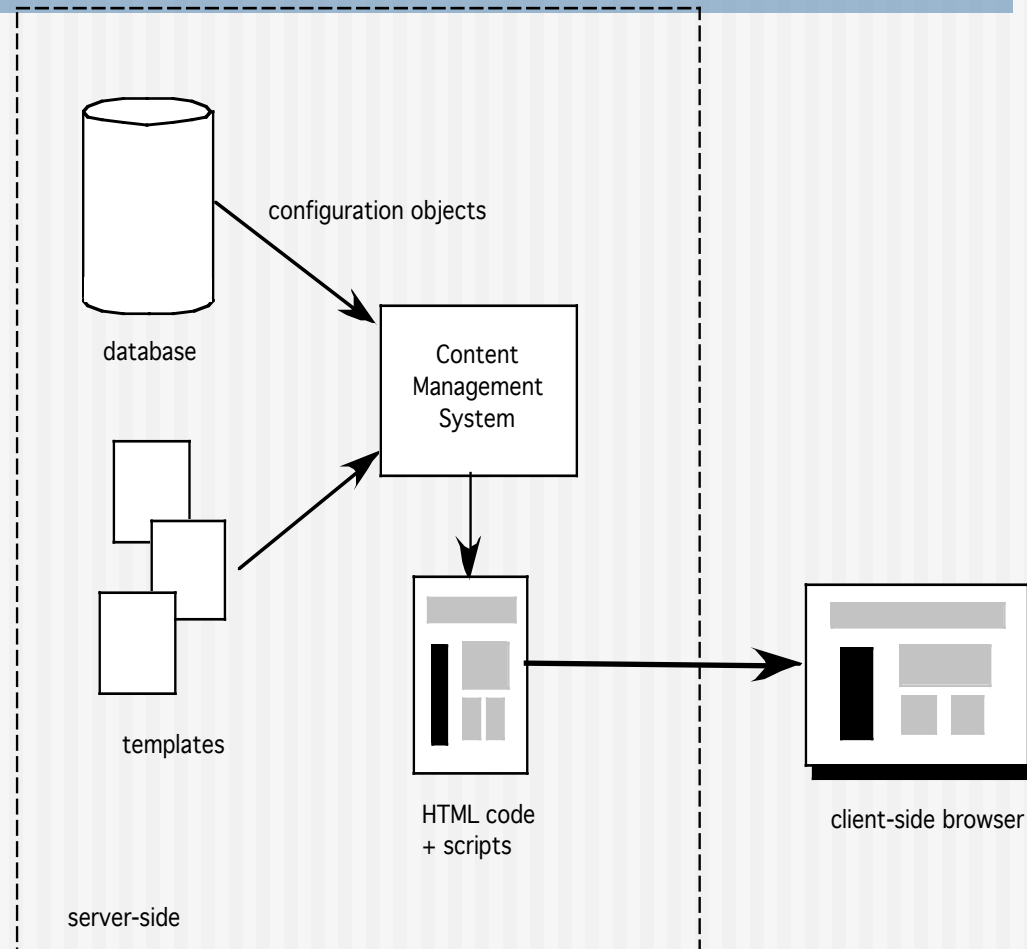 configuration objects
database
Content
Management
System
templates
HTML code
+ scripts
client-side browser
server-side